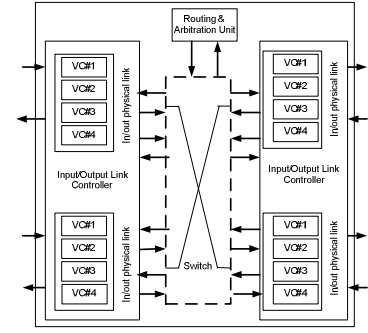 Routing &
Arbitration Unit
VC#1
VC#2
VC#3
VC#4
In/out physical link
Input/Output Link
Controller
VC#1
VC#2
VC#3
VC#4
In/out physical link
Switch
VC#1
VC#2
VC#3
VC#4
In/out physical link
Input/Output Link
Controller
VC#1
VC#2
VC#3
VC#4
In/out physical link